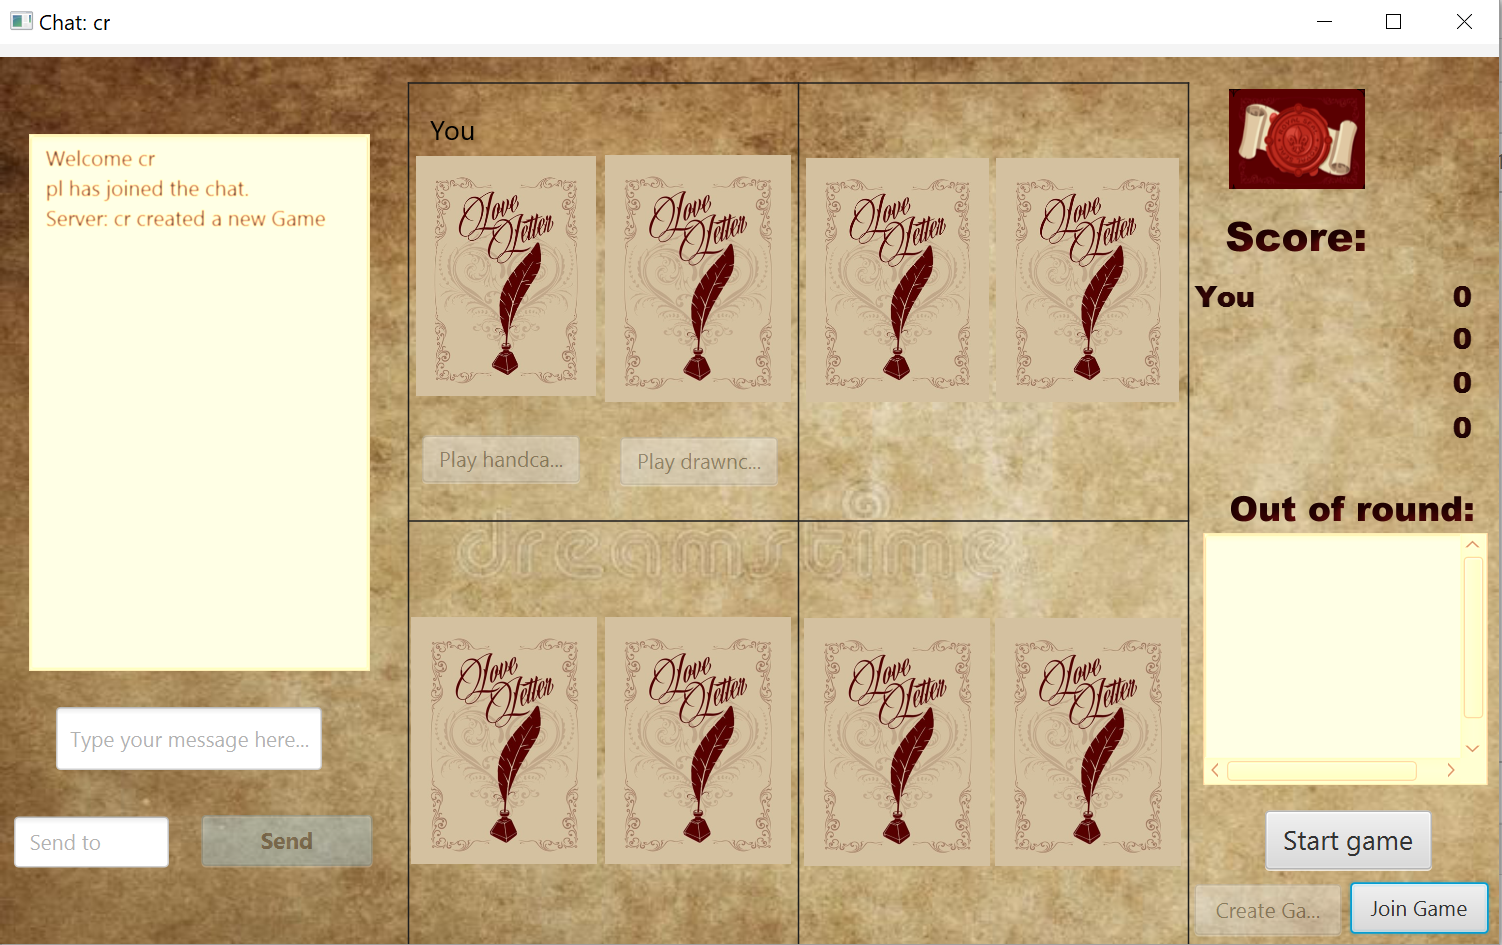 Chat: cr
Welcome cr
pl has joined the chat.
Server: cr created a new Game
Type your message here...
Send to
Send
You
Love
Letter
Love
Letter
Love
Letter
Love
Letter
Play handca...
Play drawnc...
dreamstime
Love
Letter
Love
Letter
Love
Letter
Love
Letter
Score:
You 0
0
0
0
Out of round:
Start game
Create Ga...
Join Game